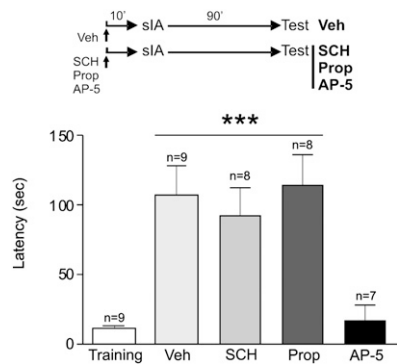 10' 90'
sIA Test Veh
Veh
sIA Test SCH
SCH Prop
Prop AP-5
AP-5
***
n=9
n=8
n=8
n=9
n=7
Latency (sec)
150
100
50
0
Training Veh SCH Prop AP-5